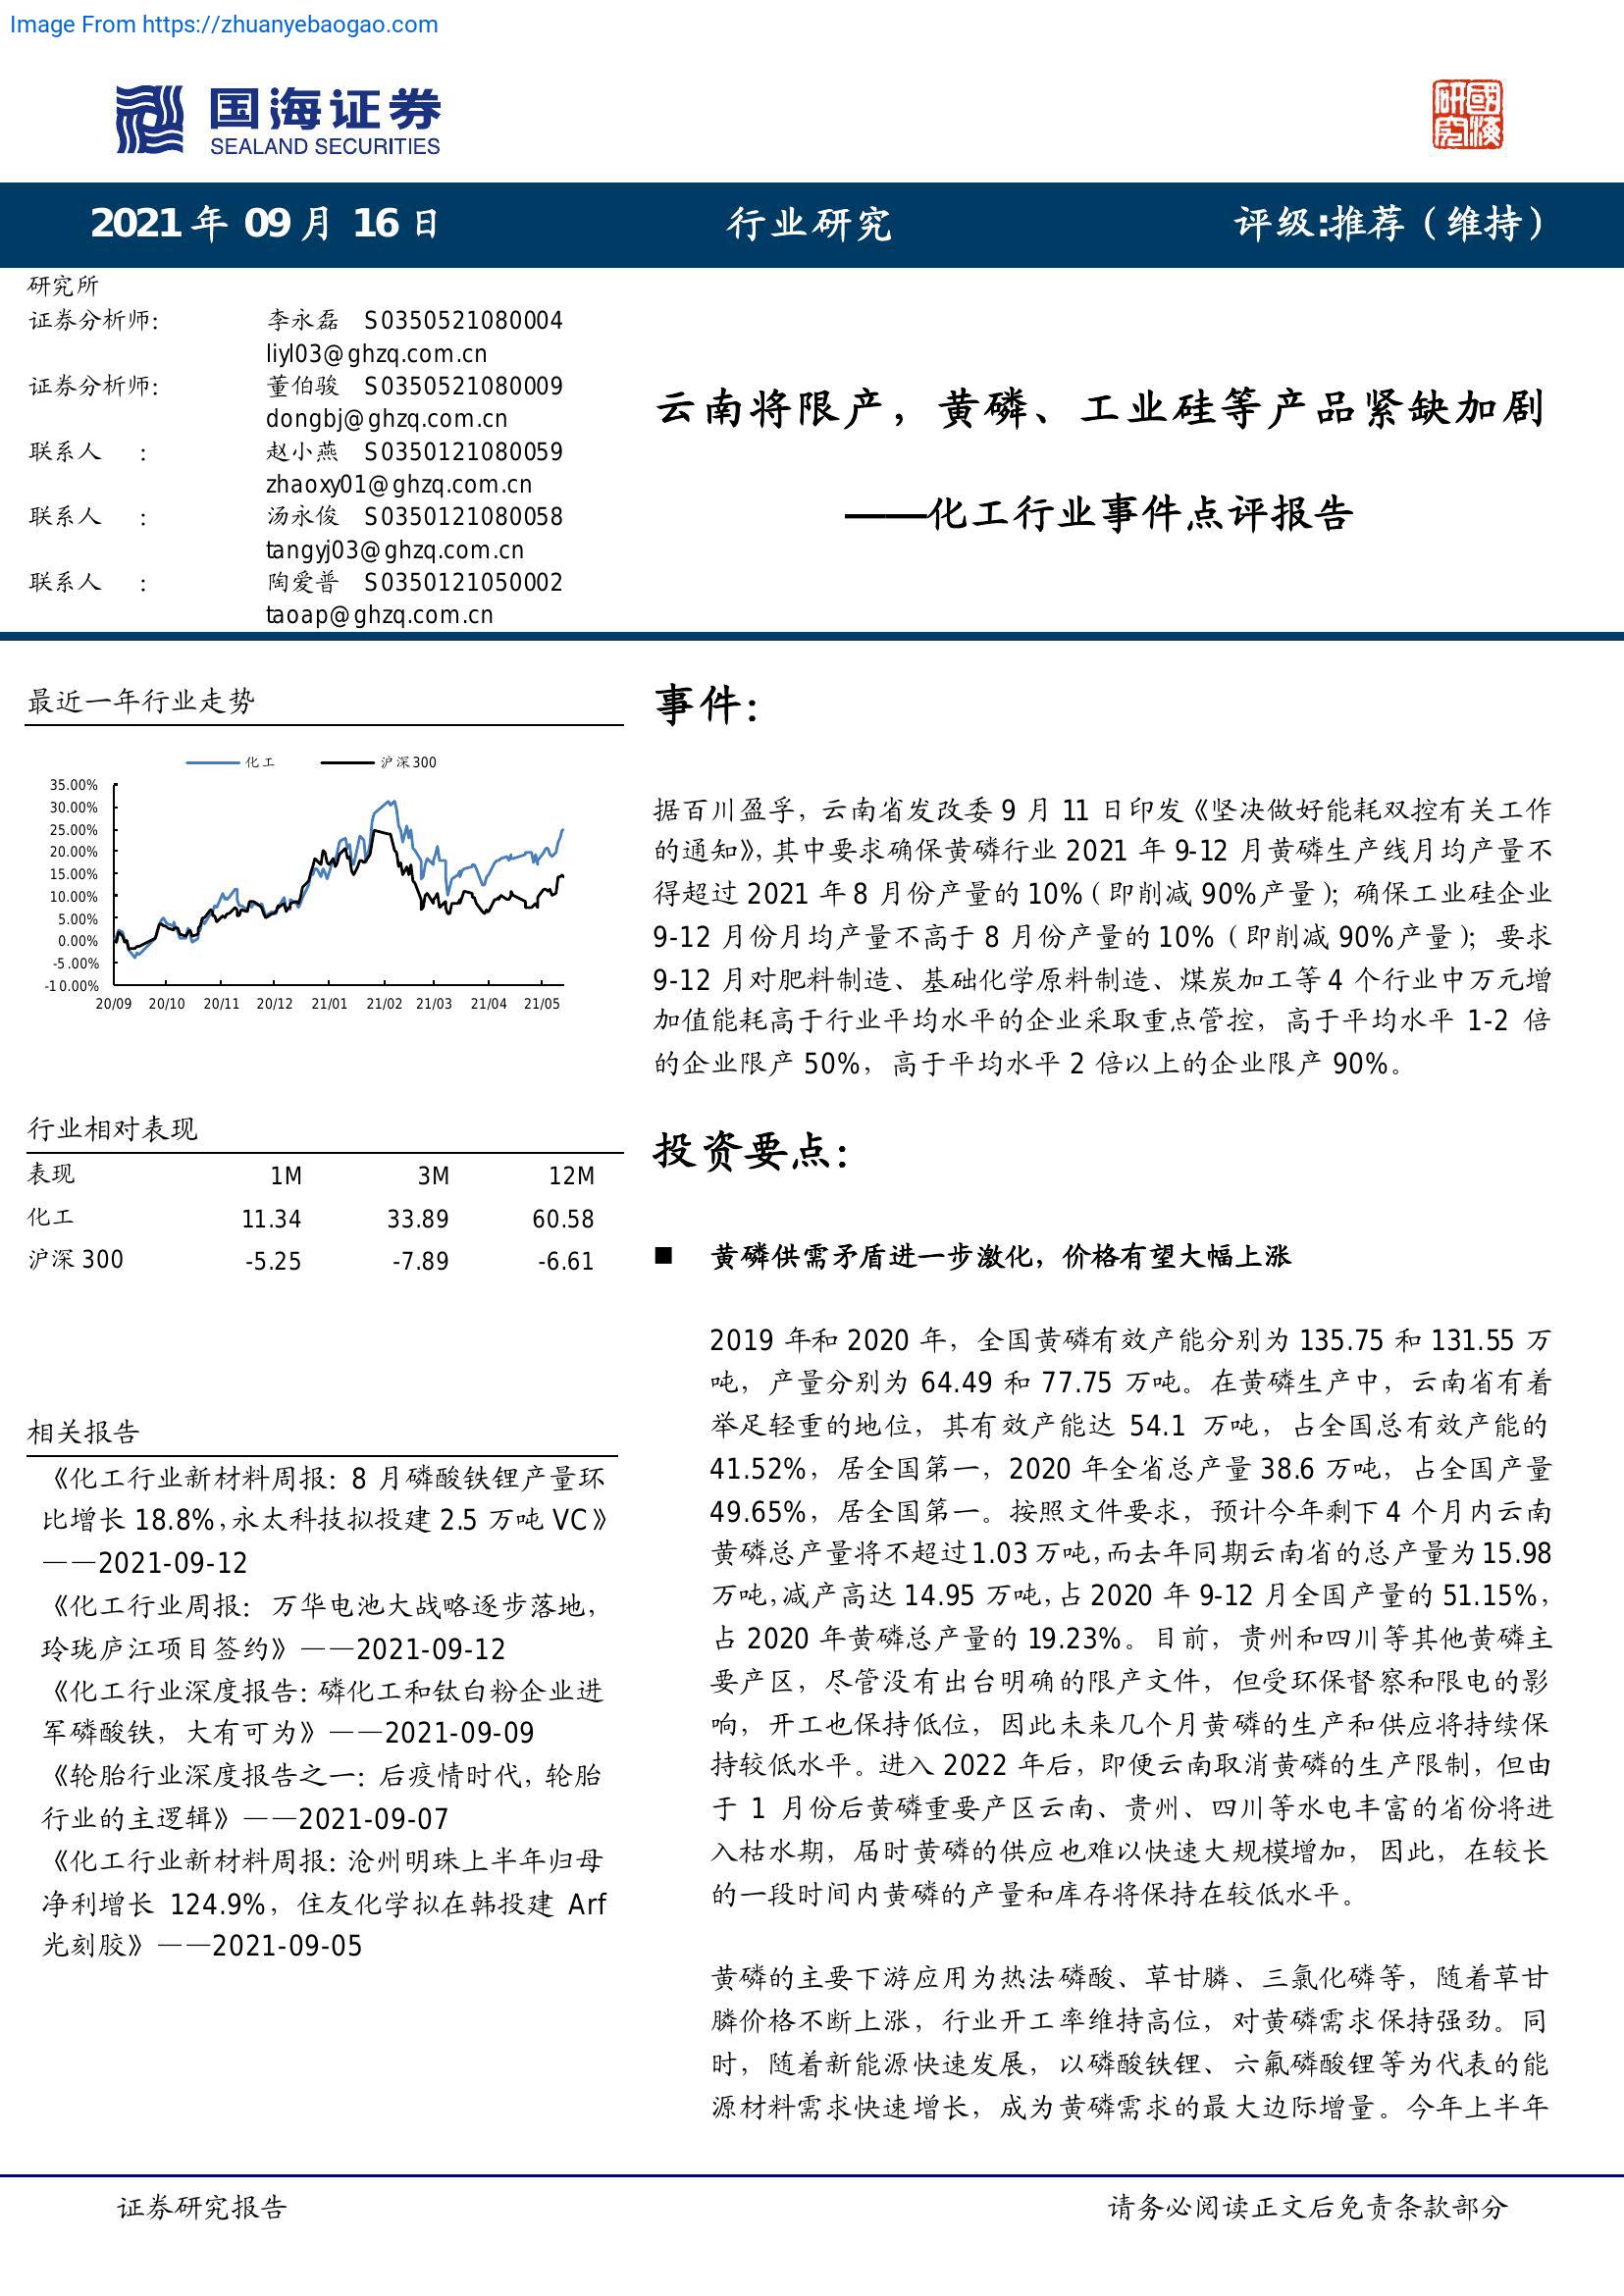 Image From https://zhuanyebaogao.com
国海证券
SEALAND SECURITIES
研國
究海
2021 年 09 月 16 日
行业研究
评级:推荐（维持）
研究所
证券分析师： 李永磊 S0350521080004
liyl03@ghzq.com.cn
证券分析师： 董伯骏 S0350521080009
dongbj@ghzq.com.cn
联系人 ： 赵小燕 S0350121080059
zhaoxy01@ghzq.com.cn
联系人 ： 汤永俊 S0350121080058
tangyj03@ghzq.com.cn
联系人 ： 陶爱普 S0350121050002
taoap@ghzq.com.cn
云南将限产，黄磷、工业硅等产品紧缺加剧
——化工行业事件点评报告
最近一年行业走势
化工 沪深300
35.00%
30.00%
25.00%
20.00%
15.00%
10.00%
5.00%
0.00%
-5.00%
-10.00%
20/09 20/10 20/11 20/12 21/01 21/02 21/03 21/04 21/05
行业相对表现
表现 1M 3M 12M
化工 11.34 33.89 60.58
沪深 300 -5.25 -7.89 -6.61
相关报告
《化工行业新材料周报：8 月磷酸铁锂产量环
比增长 18.8%，永太科技拟投建 2.5 万吨 VC》
——2021-09-12
《化工行业周报：万华电池大战略逐步落地，
玲珑庐江项目签约》——2021-09-12
《化工行业深度报告：磷化工和钛白粉企业进
军磷酸铁，大有可为》——2021-09-09
《轮胎行业深度报告之一：后疫情时代，轮胎
行业的主逻辑》——2021-09-07
《化工行业新材料周报：沧州明珠上半年归母
净利增长 124.9%，住友化学拟在韩投建 Arf
光刻胶》——2021-09-05
事件：
据百川盈孚，云南省发改委 9 月 11 日印发《坚决做好能耗双控有关工作
的通知》，其中要求确保黄磷行业 2021 年 9-12 月黄磷生产线月均产量不
得超过 2021 年 8 月份产量的 10%（即削减 90%产量）；确保工业硅企业
9-12 月份月均产量不高于 8 月份产量的 10%（即削减 90%产量）；要求
9-12 月对肥料制造、基础化学原料制造、煤炭加工等 4 个行业中万元增
加值能耗高于行业平均水平的企业采取重点管控，高于平均水平 1-2 倍
的企业限产 50%，高于平均水平 2 倍以上的企业限产 90%。
投资要点：
■ 黄磷供需矛盾进一步激化，价格有望大幅上涨
2019 年和 2020 年，全国黄磷有效产能分别为 135.75 和 131.55 万
吨，产量分别为 64.49 和 77.75 万吨。在黄磷生产中，云南省有着
举足轻重的地位，其有效产能达 54.1 万吨，占全国总有效产能的
41.52%，居全国第一，2020 年全省总产量 38.6 万吨，占全国产量
49.65%，居全国第一。按照文件要求，预计今年剩下 4 个月内云南
黄磷总产量将不超过 1.03 万吨，而去年同期云南省的总产量为 15.98
万吨，减产高达 14.95 万吨，占 2020 年 9-12 月全国产量的 51.15%，
占 2020 年黄磷总产量的 19.23%。目前，贵州和四川等其他黄磷主
要产区，尽管没有出台明确的限产文件，但受环保督察和限电的影
响，开工也保持低位，因此未来几个月黄磷的生产和供应将持续保
持较低水平。进入 2022 年后，即便云南取消黄磷的生产限制，但由
于 1 月份后黄磷重要产区云南、贵州、四川等水电丰富的省份将进
入枯水期，届时黄磷的供应也难以快速大规模增加，因此，在较长
的一段时间内黄磷的产量和库存将保持在较低水平。
黄磷的主要下游应用为热法磷酸、草甘膦、三氯化磷等，随着草甘
膦价格不断上涨，行业开工率维持高位，对黄磷需求保持强劲。同
时，随着新能源快速发展，以磷酸铁锂、六氟磷酸锂等为代表的能
源材料需求快速增长，成为黄磷需求的最大边际增量。今年上半年
证券研究报告
请务必阅读正文后免责条款部分